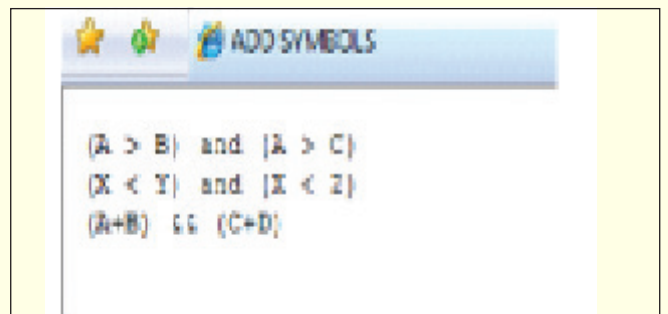 ADD SYMBOLS
(A > B) and (A > C)
(X < Y) and (X < Z)
(A+B) && (C+D)